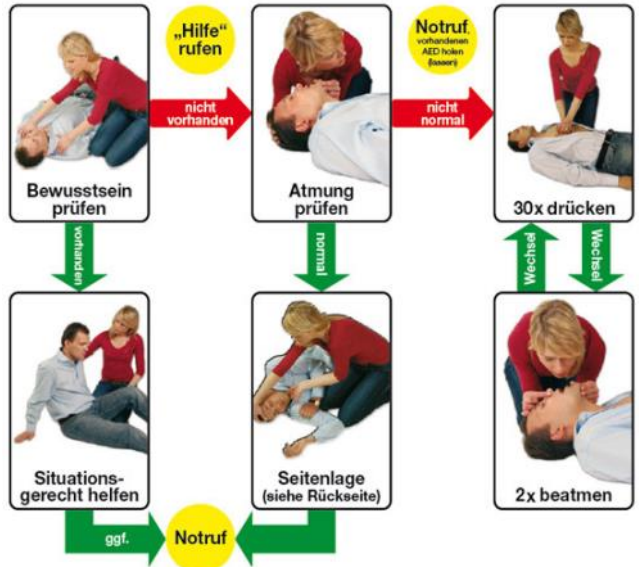 „Hilfe“
rufen
Notruf,
vorhandenen
AED holen
(lassen)
nicht
vorhanden
nicht
normal
Bewusstsein
prüfen
Atmung
prüfen
30x drücken
vorhanden
normal
Wechsel
Wechsel
Situations-
gerecht helfen
Seitenlage
(siehe Rückseite)
2x beatmen
ggf.
Notruf